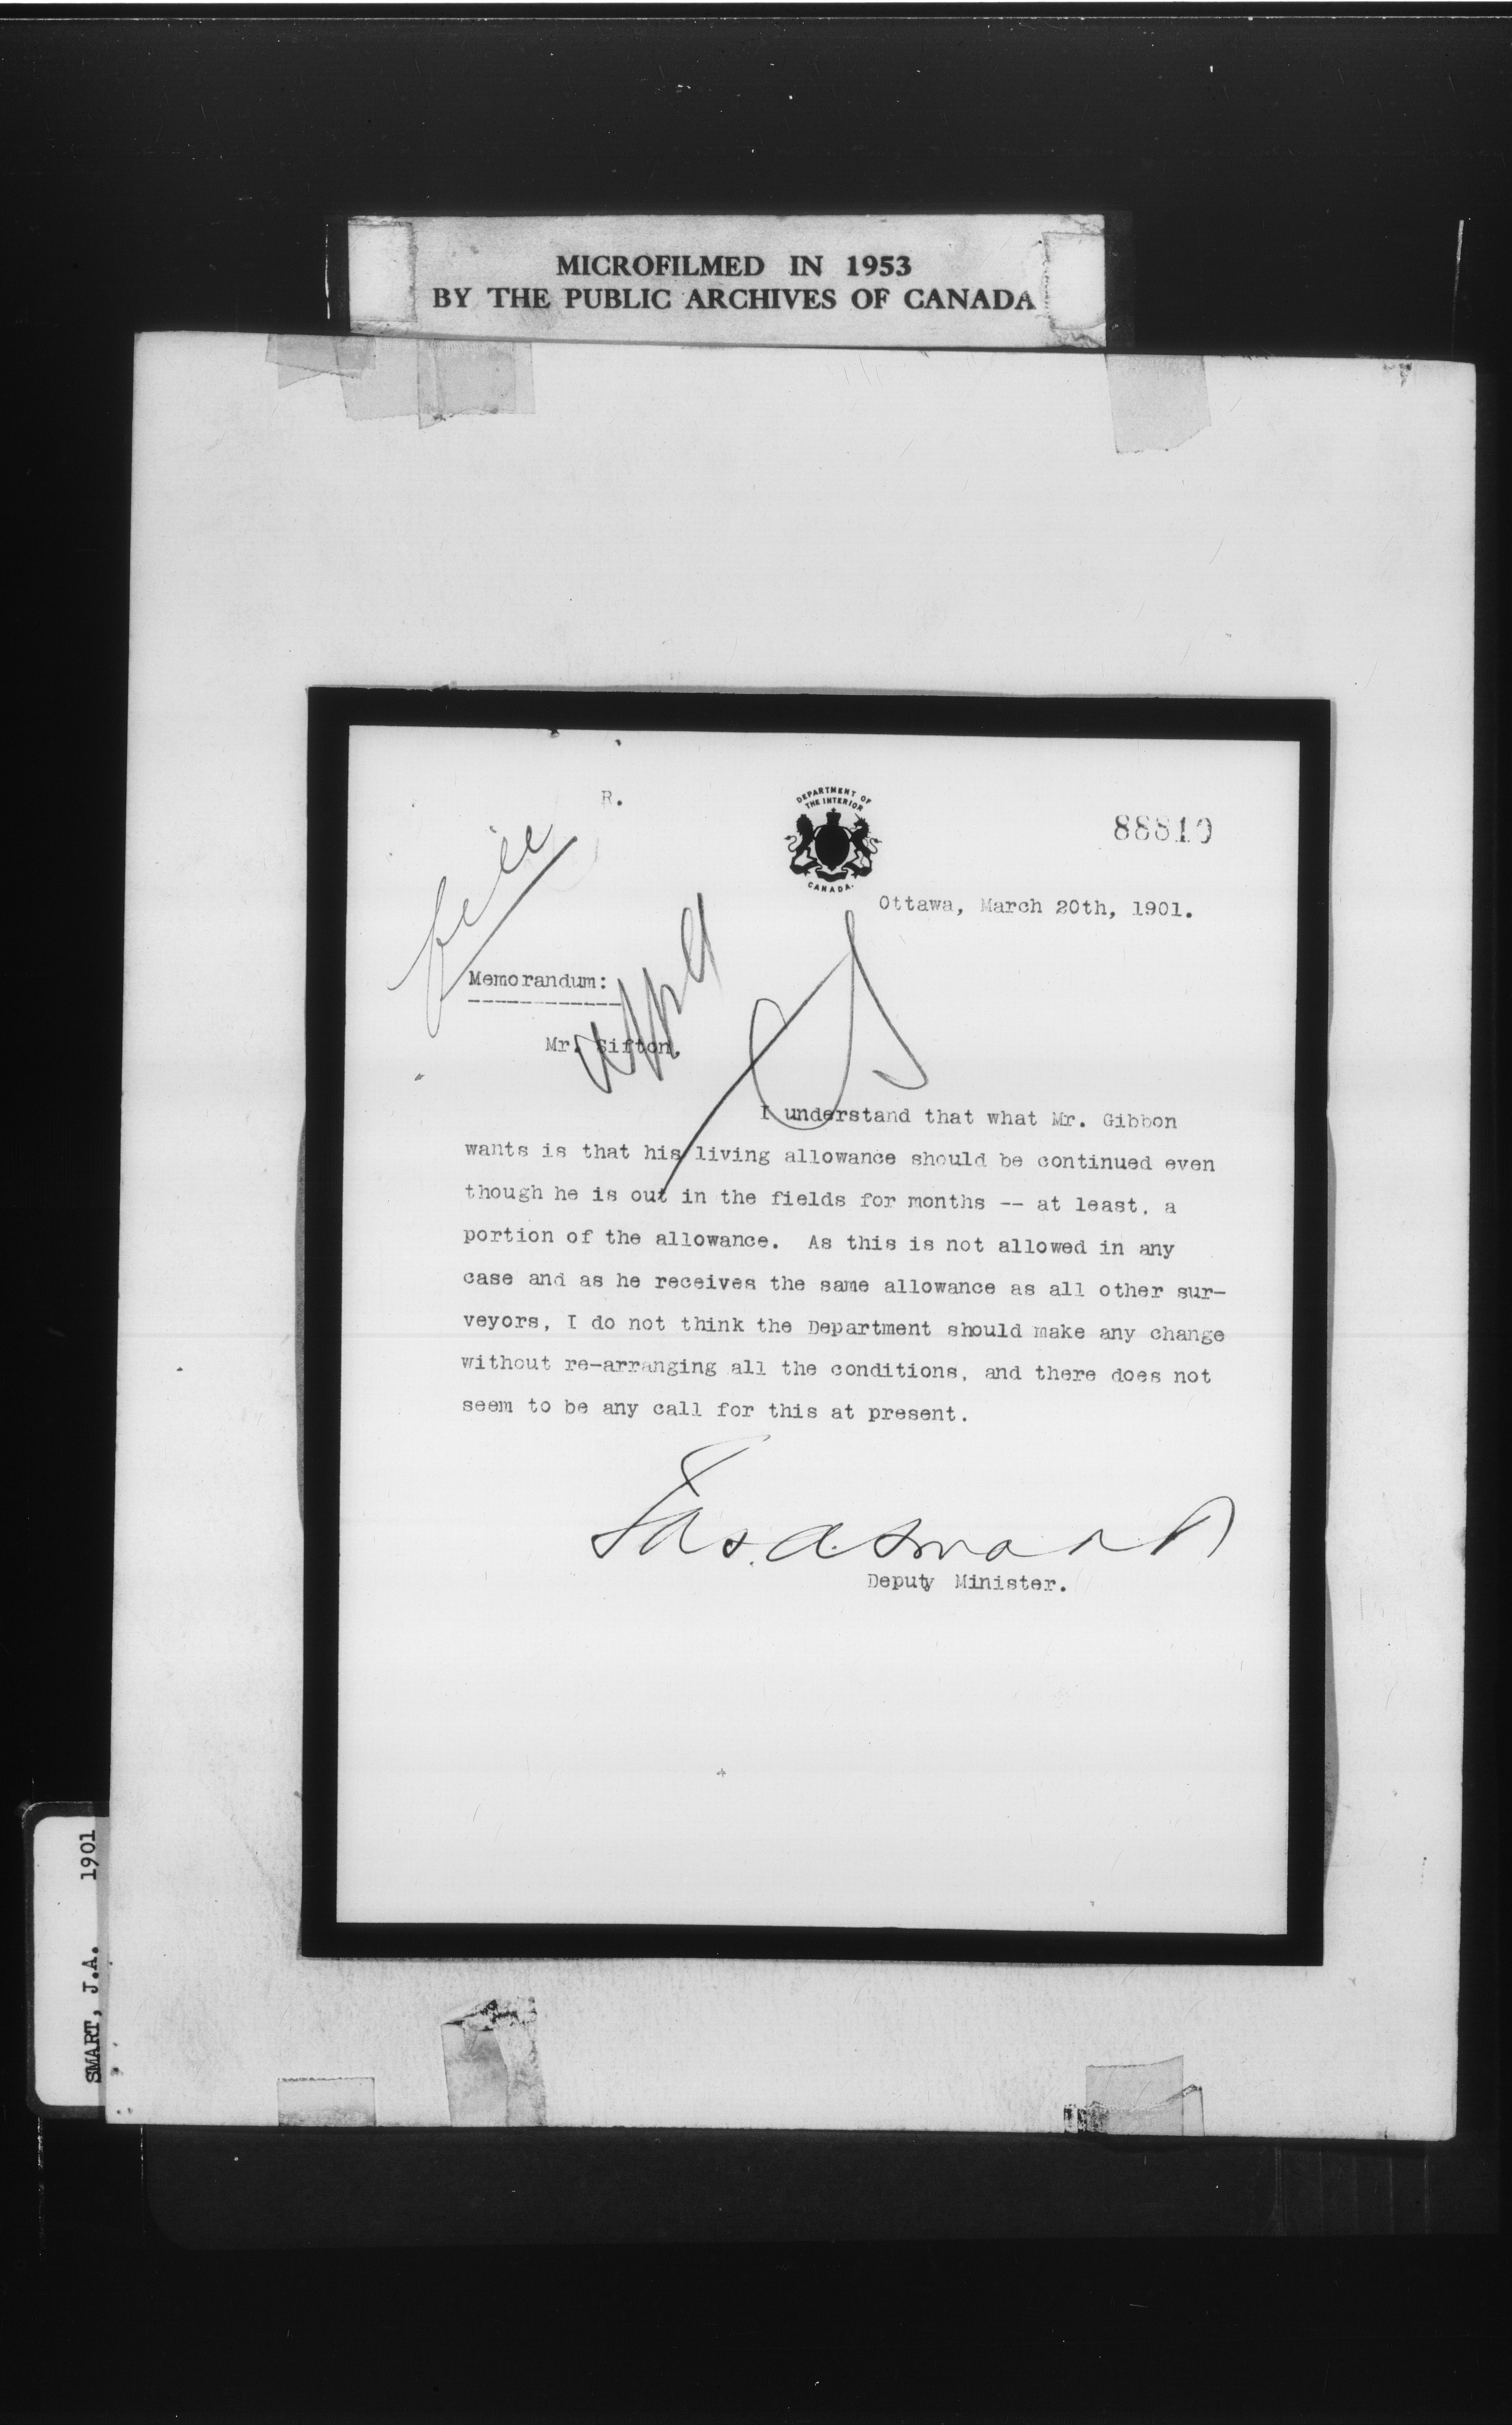 MICROFILMED IN 1953
BY THE PUBLIC ARCHIVES OF CANADA
R.
DEPARTMENT OF
THE INTERIOR
CANADA.
88810
file
Ottawa, March 20th, 1901.
Memorandum:
Mr. Sifton,
S
I understand that what Mr. Gibbon
wants is that his living allowance should be continued even
though he is out in the fields for months -- at least, a
portion of the allowance. As this is not allowed in any
case and as he receives the same allowance as all other sur-
veyors, I do not think the Department should make any change
without re-arranging all the conditions, and there does not
seem to be any call for this at present.
Jas. A. Smart
Deputy Minister.
SMART, J.A. 1901